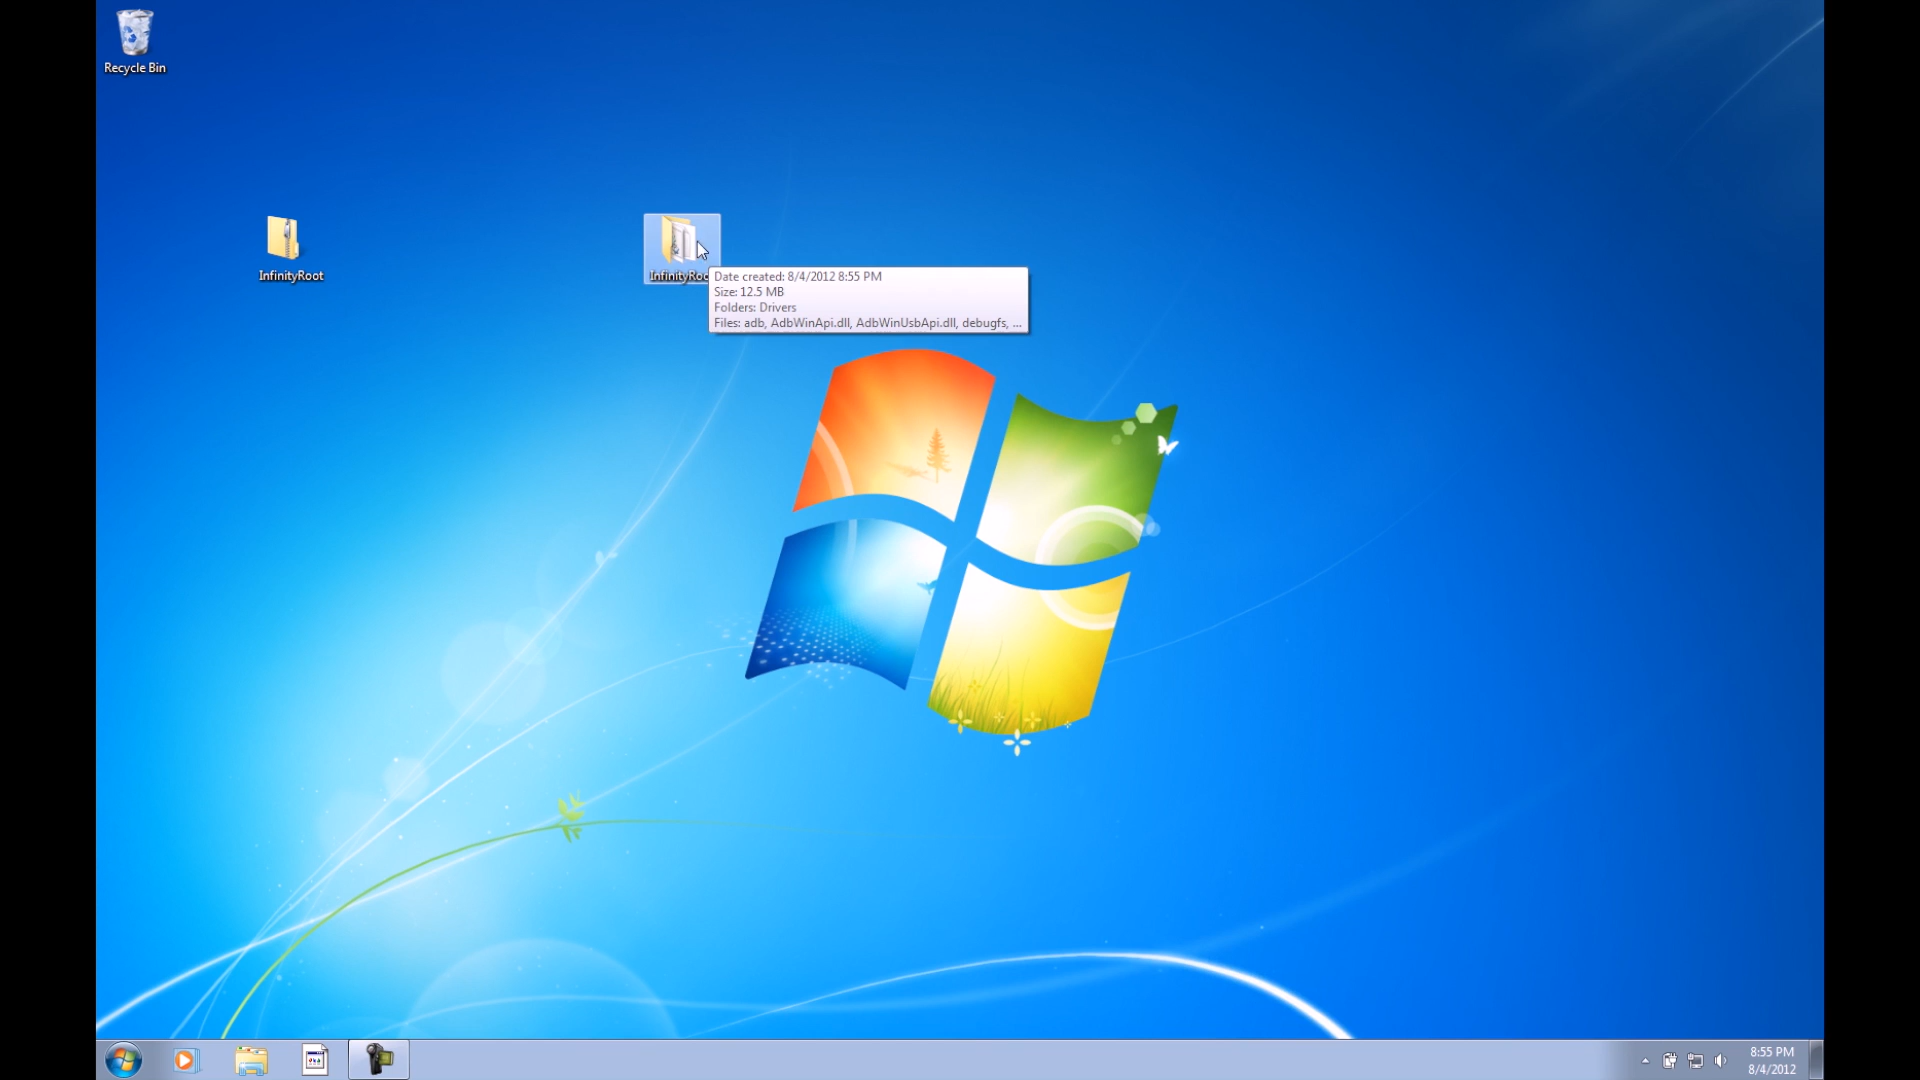 Recycle Bin
InfinityRoot
InfinityRoo
Date created: 8/4/2012 8:55 PM
Size: 12.5 MB
Folders: Drivers
Files: adb, AdbWinApi.dll, AdbWinUsbApi.dll, debugfs, ...
8:55 PM
8/4/2012